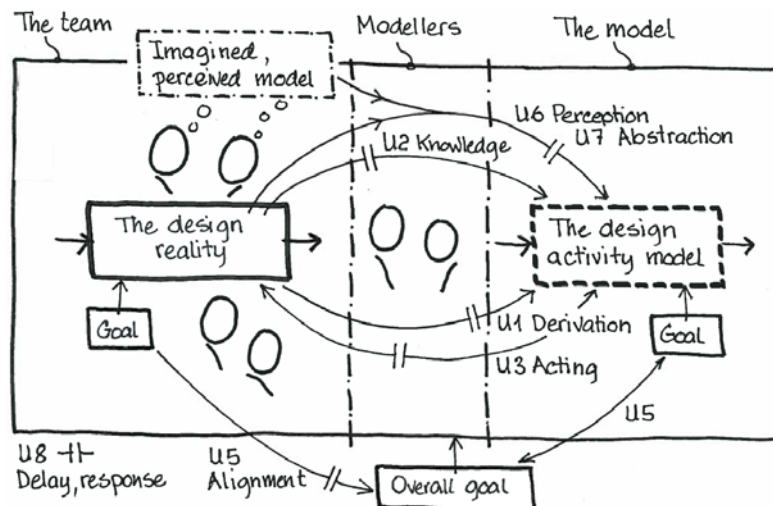 The team
Modellers
The model
Imagined,
perceived model
U6 Perception
U7 Abstraction
U2 Knowledge
The design
reality
The design
activity model
Goal
U1 Derivation
Goal
U3 Acting
U5
U8
Delay, response
U5
Alignment
Overall goal